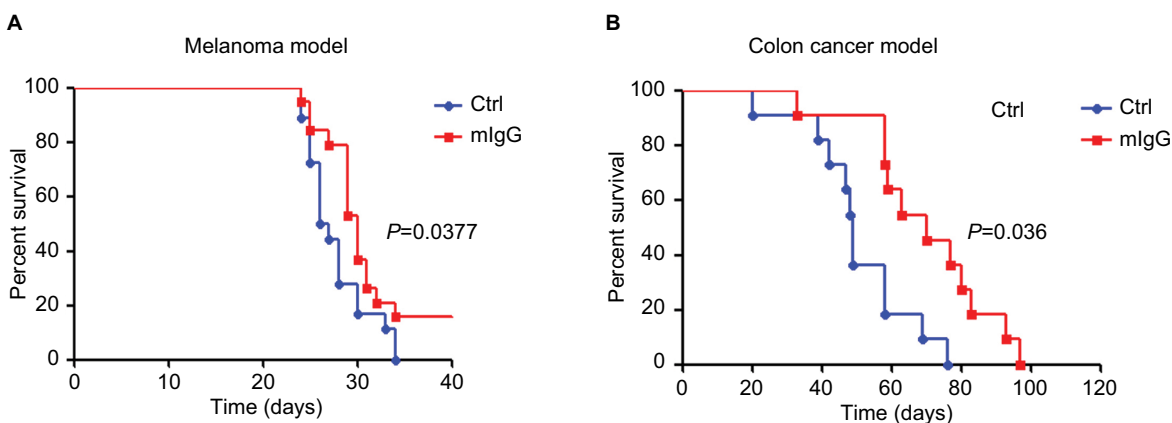 A
Melanoma model
Percent survival
100
80
60
40
20
0
0 10 20 30 40
Time (days)
Ctrl
mIgG
P=0.0377
B
Colon cancer model
Percent survival
100
80
60
40
20
0
0 20 40 60 80 100 120
Time (days)
Ctrl
Ctrl
mIgG
P=0.036